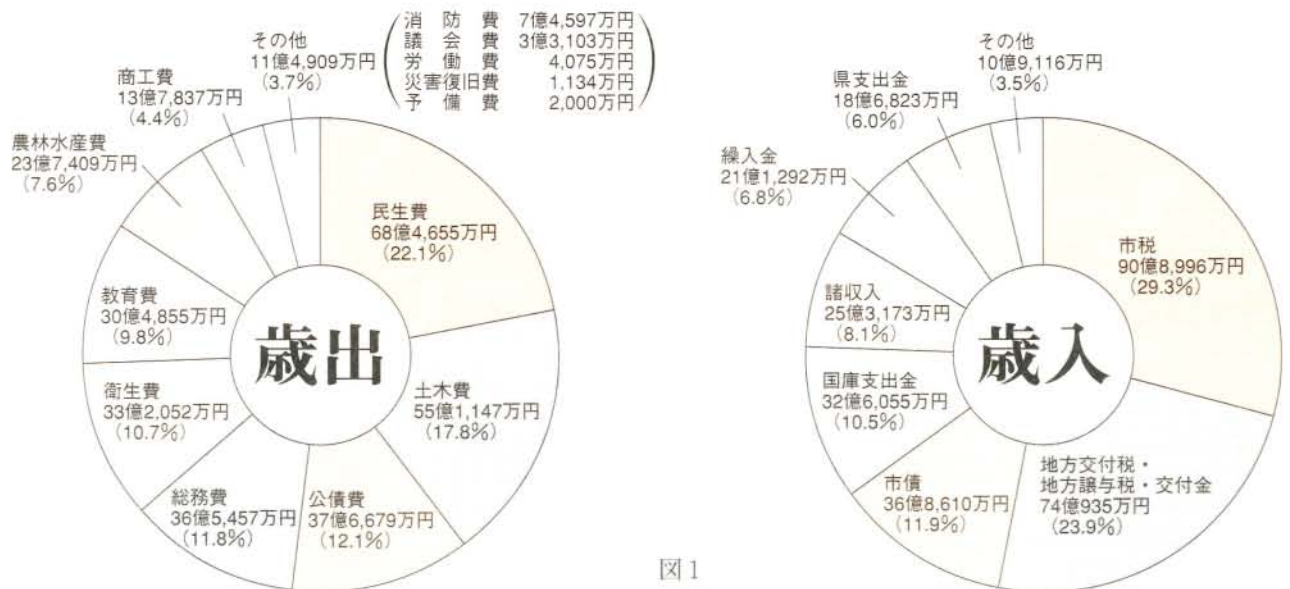 その他
11億4,909万円
(3.7%)
消防費 7億4,597万円
議会費 3億3,103万円
労働費 4,075万円
災害復旧費 1,134万円
予備費 2,000万円
商工費
13億7,837万円
(4.4%)
農林水産費
23億7,409万円
(7.6%)
民生費
68億4,655万円
(22.1%)
教育費
30億4,855万円
(9.8%)
歳出
衛生費
33億2,052万円
(10.7%)
土木費
55億1,147万円
(17.8%)
総務費
36億5,457万円
(11.8%)
公債費
37億6,679万円
(12.1%)
その他
10億9,116万円
(3.5%)
県支出金
18億6,823万円
(6.0%)
繰入金
21億1,292万円
(6.8%)
市税
90億8,996万円
(29.3%)
諸収入
25億3,173万円
(8.1%)
歳入
国庫支出金
32億6,055万円
(10.5%)
地方交付税・
地方譲与税・交付金
74億935万円
(23.9%)
市債
36億8,610万円
(11.9%)
図1